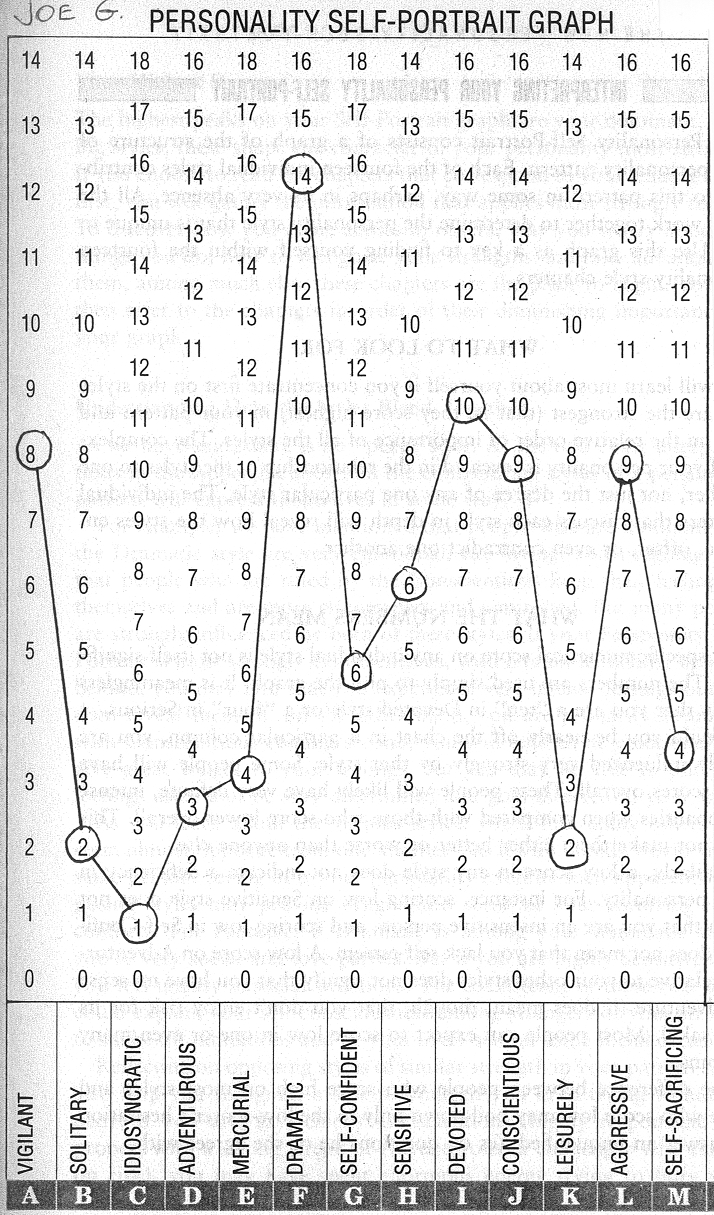 JOE G.
PERSONALITY SELF-PORTRAIT GRAPH
14 14 18 16 18 16 18 14 16 16 14 16 16
13 13 17 15 17 15 17 13 15 15 13 15 15
12 12 16 14 16 14 16 12 14 14 12 14 14
15 15 15
11 11 14 13 14 13 14 11 13 13 11 13 13
12 12 12 12 12 12
10 10 13 13 13 10 10
12 11 12 11 12 11 11 11 11
9 9 11 10 11 10 11 9 10 10 9 10 10
8 8 10 9 10 9 10 8 9 9 8 9 9
7 7 9 8 9 8 9 7 8 8 7 8 8
6 6 8 7 8 7 8 6 7 7 6 7 7
7 6 7 6 7 6 6 6 6
5 5 6 5 6 5 6 5 5 5 5 5 5
4 4 5 4 5 4 5 4 4 4 4 4 4
3 3 4 3 4 3 4 3 3 3 3 3 3
2 2 3 3 3 2 2
2 2 2 2 2 2 2 2 2
1 1 1 1 1 1 1 1 1 1 1 1
0 0 0 0 0 0 0 0 0 0 0 0 0
VIGILANT
SOLITARY
IDIOSYNCRATIC
ADVENTUROUS
MERCURIAL
DRAMATIC
SELF-CONFIDENT
SENSITIVE
DEVOTED
CONSCIENTIOUS
LEISURELY
AGGRESSIVE
SELF-SACRIFICING
A B C D E F G H I J K L M